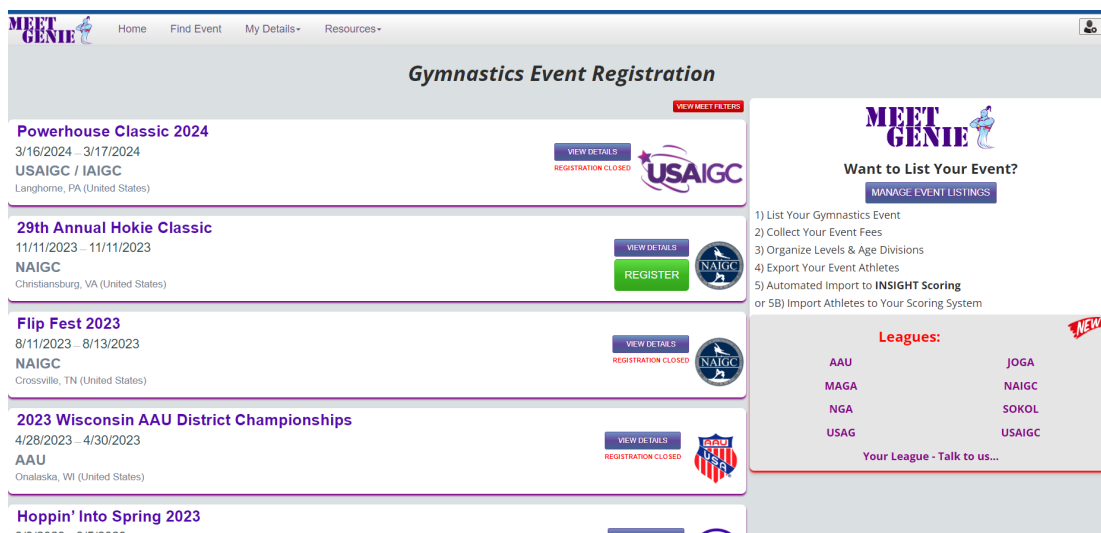 MEET GENIE
Home Find Event My Details Resources
Gymnastics Event Registration
VIEW MEET FILTERS
Powerhouse Classic 2024
3/16/2024 – 3/17/2024
USAIGC / IAIGC
Langhorne, PA (United States)
VIEW DETAILS
REGISTRATION CLOSED
USAIGC
29th Annual Hokie Classic
11/11/2023 – 11/11/2023
NAIGC
Christiansburg, VA (United States)
VIEW DETAILS
REGISTER
NAIGC
Flip Fest 2023
8/11/2023 – 8/13/2023
NAIGC
Crossville, TN (United States)
VIEW DETAILS
REGISTRATION CLOSED
NAIGC
2023 Wisconsin AAU District Championships
4/28/2023 – 4/30/2023
AAU
Onalaska, WI (United States)
VIEW DETAILS
REGISTRATION CLOSED
AAU
USA
Hoppin' Into Spring 2023
MEET
GENIE
Want to List Your Event?
MANAGE EVENT LISTINGS
1) List Your Gymnastics Event
2) Collect Your Event Fees
3) Organize Levels & Age Divisions
4) Export Your Event Athletes
5) Automated Import to INSIGHT Scoring
or 5B) Import Athletes to Your Scoring System
NEW
Leagues:
AAU JOGA
MAGA NAIGC
NGA SOKOL
USAG USAIGC
Your League - Talk to us...